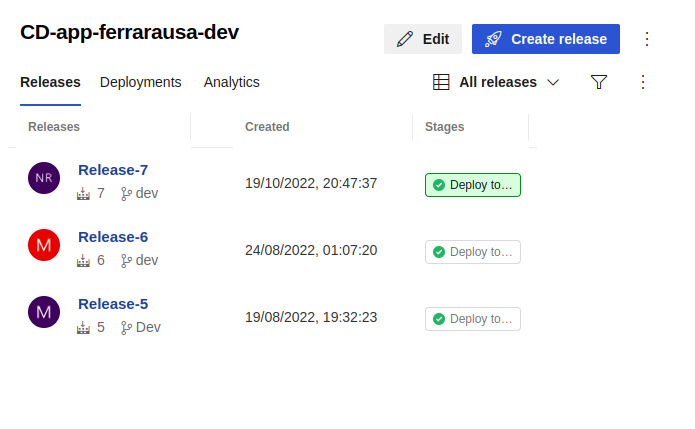 CD-app-ferrarausa-dev
Edit
Create release
Releases
Deployments
Analytics
All releases
Releases
Created
Stages
NR
Release-7
7
dev
19/10/2022, 20:47:37
Deploy to…
M
Release-6
6
dev
24/08/2022, 01:07:20
Deploy to…
M
Release-5
5
Dev
19/08/2022, 19:32:23
Deploy to…